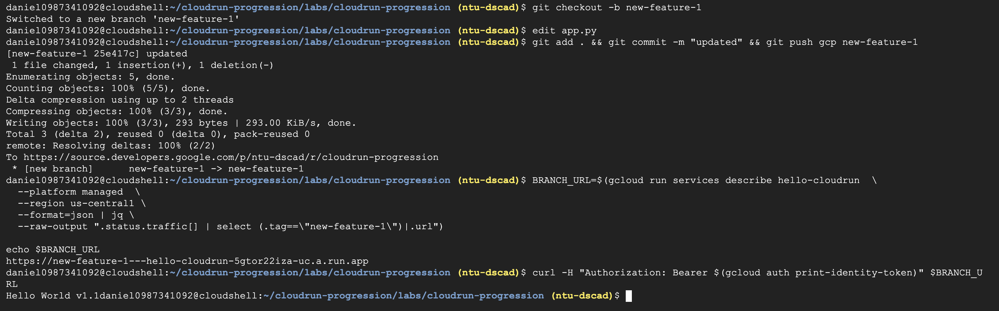 daniel0987341092@cloudshell:~/cloudrun-progression/labs/cloudrun-progression (ntu-dscad)$ git checkout -b new-feature-1
Switched to a new branch 'new-feature-1'
daniel0987341092@cloudshell:~/cloudrun-progression/labs/cloudrun-progression (ntu-dscad)$ edit app.py
daniel0987341092@cloudshell:~/cloudrun-progression/labs/cloudrun-progression (ntu-dscad)$ git add . && git commit -m "updated" && git push gcp new-feature-1
[new-feature-1 25e417c] updated
 1 file changed, 1 insertion(+), 1 deletion(-)
Enumerating objects: 5, done.
Counting objects: 100% (5/5), done.
Delta compression using up to 2 threads
Compressing objects: 100% (3/3), done.
Writing objects: 100% (3/3), 293 bytes | 293.00 KiB/s, done.
Total 3 (delta 2), reused 0 (delta 0), pack-reused 0
remote: Resolving deltas: 100% (2/2)
To https://source.developers.google.com/p/ntu-dscad/r/cloudrun-progression
 * [new branch]      new-feature-1 -> new-feature-1
daniel0987341092@cloudshell:~/cloudrun-progression/labs/cloudrun-progression (ntu-dscad)$ BRANCH_URL=$(gcloud run services describe hello-cloudrun  \
  --platform managed  \
  --region us-central1 \
  --format=json | jq \
  --raw-output ".status.traffic[] | select (.tag==\"new-feature-1\")|.url")
echo $BRANCH_URL
https://new-feature-1---hello-cloudrun-5gtor22iza-uc.a.run.app
daniel0987341092@cloudshell:~/cloudrun-progression/labs/cloudrun-progression (ntu-dscad)$ curl -H "Authorization: Bearer $(gcloud auth print-identity-token)" $BRANCH_U
RL
Hello World v1.1daniel0987341092@cloudshell:~/cloudrun-progression/labs/cloudrun-progression (ntu-dscad)$